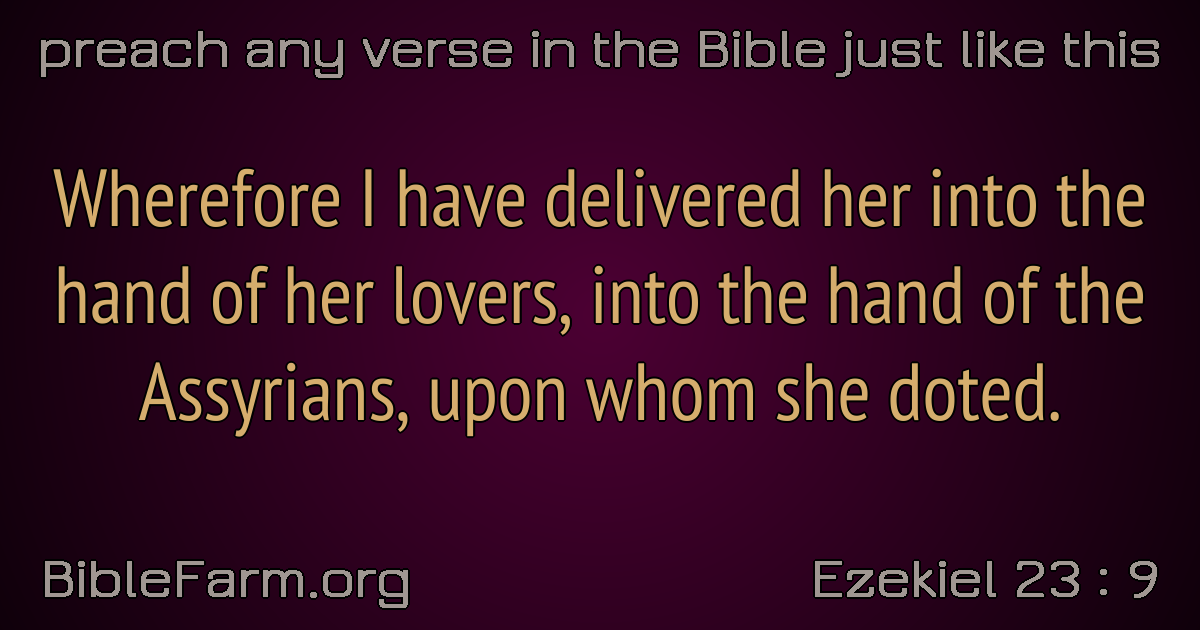 preach any verse in the Bible just like this
Wherefore I have delivered her into the
hand of her lovers, into the hand of the
Assyrians, upon whom she doted.
BibleFarm.org
Ezekiel 23 : 9